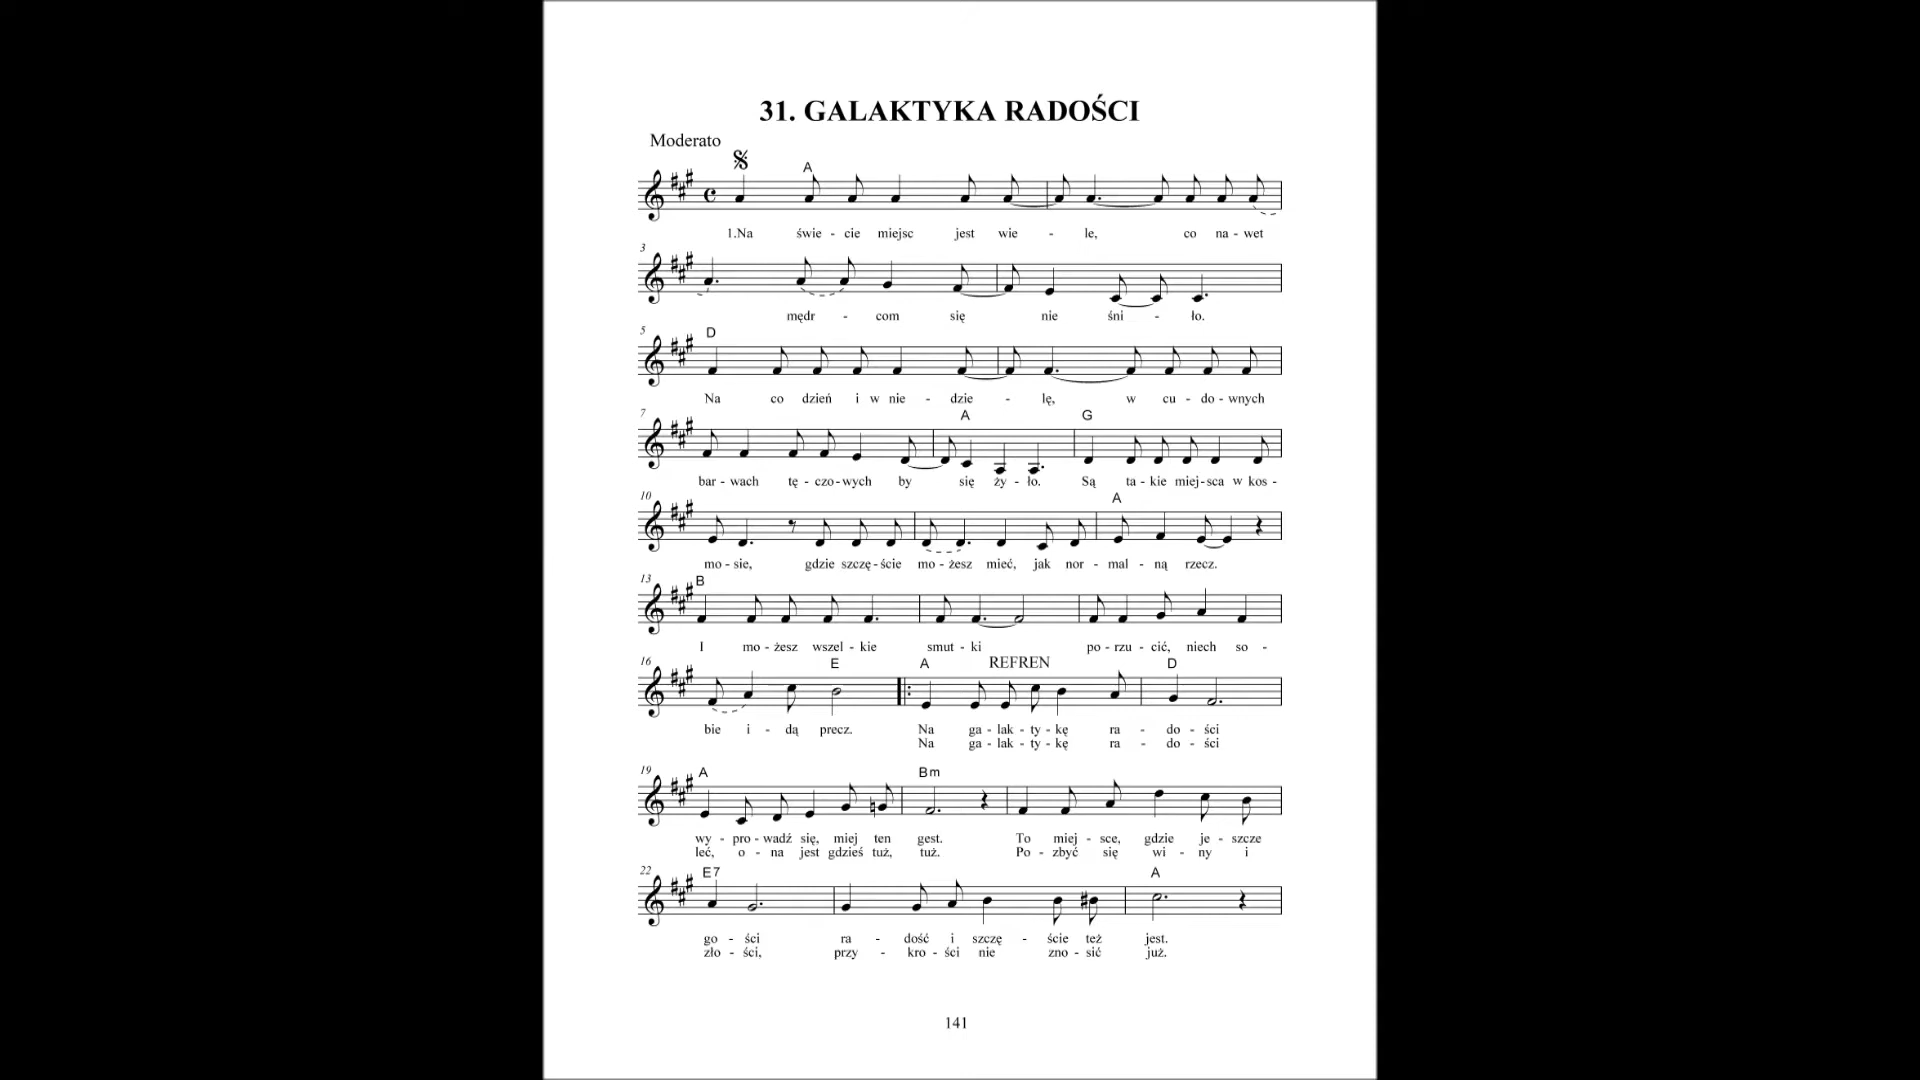 31. GALAKTYKA RADOŚCI
Moderato
A
1.Na świe - cie miejsc jest wie - le, co na - wet
3
mędr - com się nie śni - ło.
5
D
Na co dzień i w nie - dzie - lę, w cu - do - wnych
7
A G
bar - wach tę - czo - wych by się ży - ło. Są ta - kie miej - sca w kos -
10
A
mo - sie, gdzie szczę - ście mo - żesz mieć, jak nor - mal - ną rzecz.
13
B
I mo - żesz wszel - kie smut - ki po - rzu - cić, niech so -
16
E A REFREN D
bie i - dą precz. Na ga - lak - ty - kę ra - do - ści
Na ga - lak - ty - kę ra - do - ści
19
A Bm
wy - pro - wadź się, miej ten gest. To miej - sce, gdzie je - szcze
leć, o - na jest gdzieś tuż, tuż. Po - zbyć się wi - ny i
22
E7 A
go - ści ra - dość i szczę - ście też jest.
zło - ści, przy - kro - ści nie zno - sić już.
141